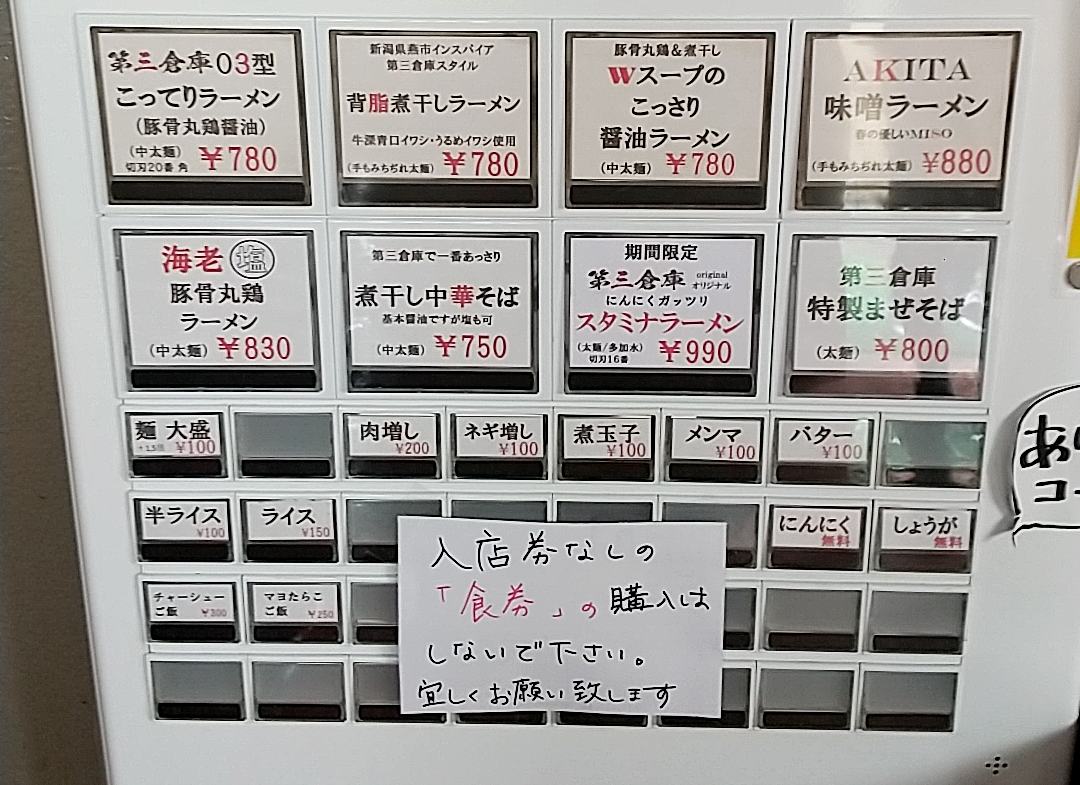 第三倉庫03型
こってりラーメン
(豚骨丸鶏醤油)
(中太麺)
切刃20番 角
￥780
新潟県燕市インスパイア
第三倉庫スタイル
背脂煮干しラーメン
牛深青口イワシ・うるめイワシ使用
(手もみちぢれ太麺)
￥780
豚骨丸鶏&煮干し
Wスープの
こっさり
醤油ラーメン
(中太麺) ￥780
AKITA
味噌ラーメン
春の優しいMISO
(手もみちぢれ太麺) ￥880
海老 塩
豚骨丸鶏
ラーメン
(中太麺) ￥830
第三倉庫で一番あっさり
煮干し中華そば
基本醤油ですが塩も可
(中太麺) ￥750
期間限定
第三倉庫 original
オリジナル
にんにくガッツリ
スタミナラーメン
(太麺/多加水)
切刃16番
￥990
第三倉庫
特製まぜそば
(太麺) ￥800
麺 大盛
￥100
肉増し
￥200
ネギ増し
￥100
煮玉子
￥100
メンマ
￥100
バター
￥100
半ライス
￥100
ライス
￥150
にんにく
無料
しょうが
無料
チャーシュー
ご飯 ￥300
マヨたらこ
ご飯 ￥250
入店券なしの
「食券」の購入は
しないで下さい。
宜しくお願い致します